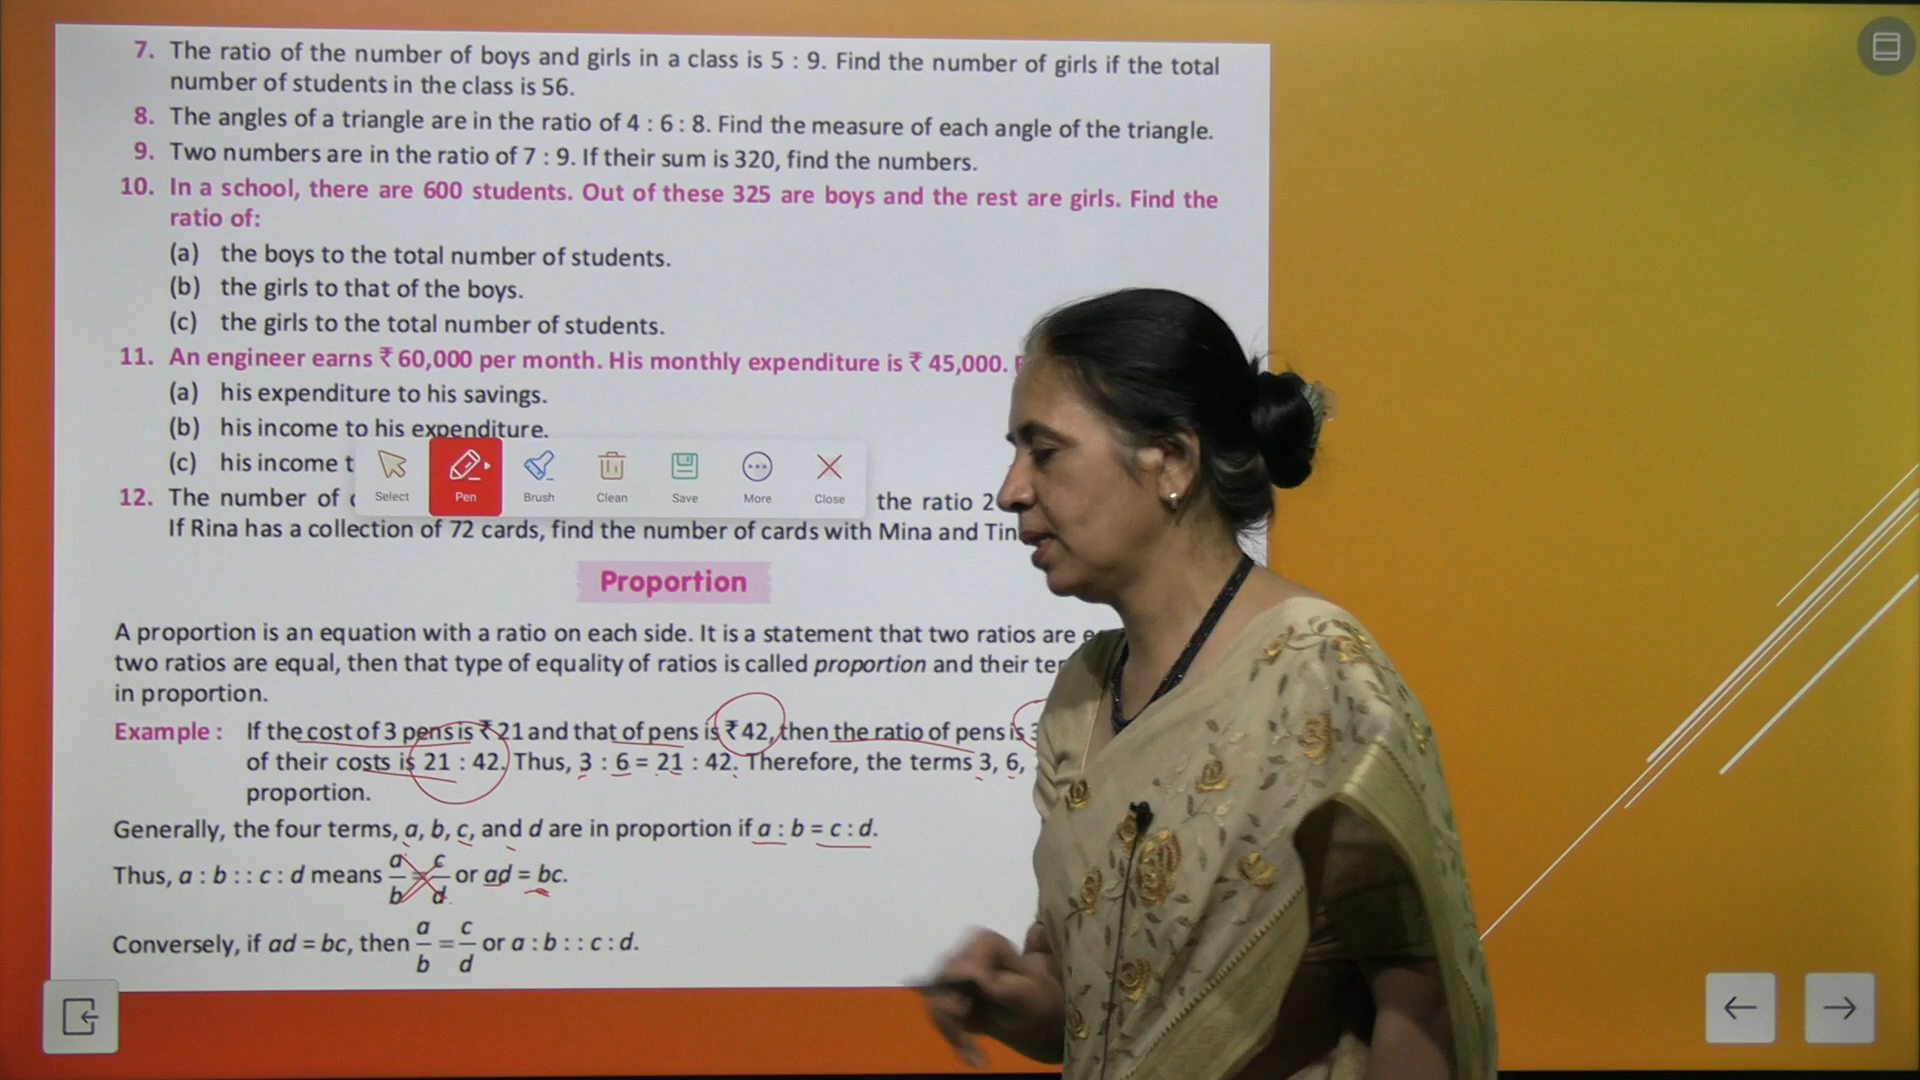 7. The ratio of the number of boys and girls in a class is 5 : 9. Find the number of girls if the total
number of students in the class is 56.
8. The angles of a triangle are in the ratio of 4 : 6 : 8. Find the measure of each angle of the triangle.
9. Two numbers are in the ratio of 7 : 9. If their sum is 320, find the numbers.
10. In a school, there are 600 students. Out of these 325 are boys and the rest are girls. Find the
ratio of:
(a) the boys to the total number of students.
(b) the girls to that of the boys.
(c) the girls to the total number of students.
11. An engineer earns ₹ 60,000 per month. His monthly expenditure is ₹ 45,000.
(a) his expenditure to his savings.
(b) his income to his expenditure.
(c) his income
Select Pen Brush Clean Save More Close
12. The number of the ratio
If Rina has a collection of 72 cards, find the number of cards with Mina and
Proportion
A proportion is an equation with a ratio on each side. It is a statement that two ratios are
two ratios are equal, then that type of equality of ratios is called proportion and their
in proportion.
Example : If the cost of 3 pens is ₹ 21 and that of pens is ₹ 42, then the ratio of pens is
of their costs is 21 : 42. Thus, 3 : 6 = 21 : 42. Therefore, the terms 3, 6,
proportion.
Generally, the four terms, a, b, c, and d are in proportion if a : b = c : d.
Thus, a : b : : c : d means a/b = c/d or ad = bc.
Conversely, if ad = bc, then a/b = c/d or a : b : : c : d.